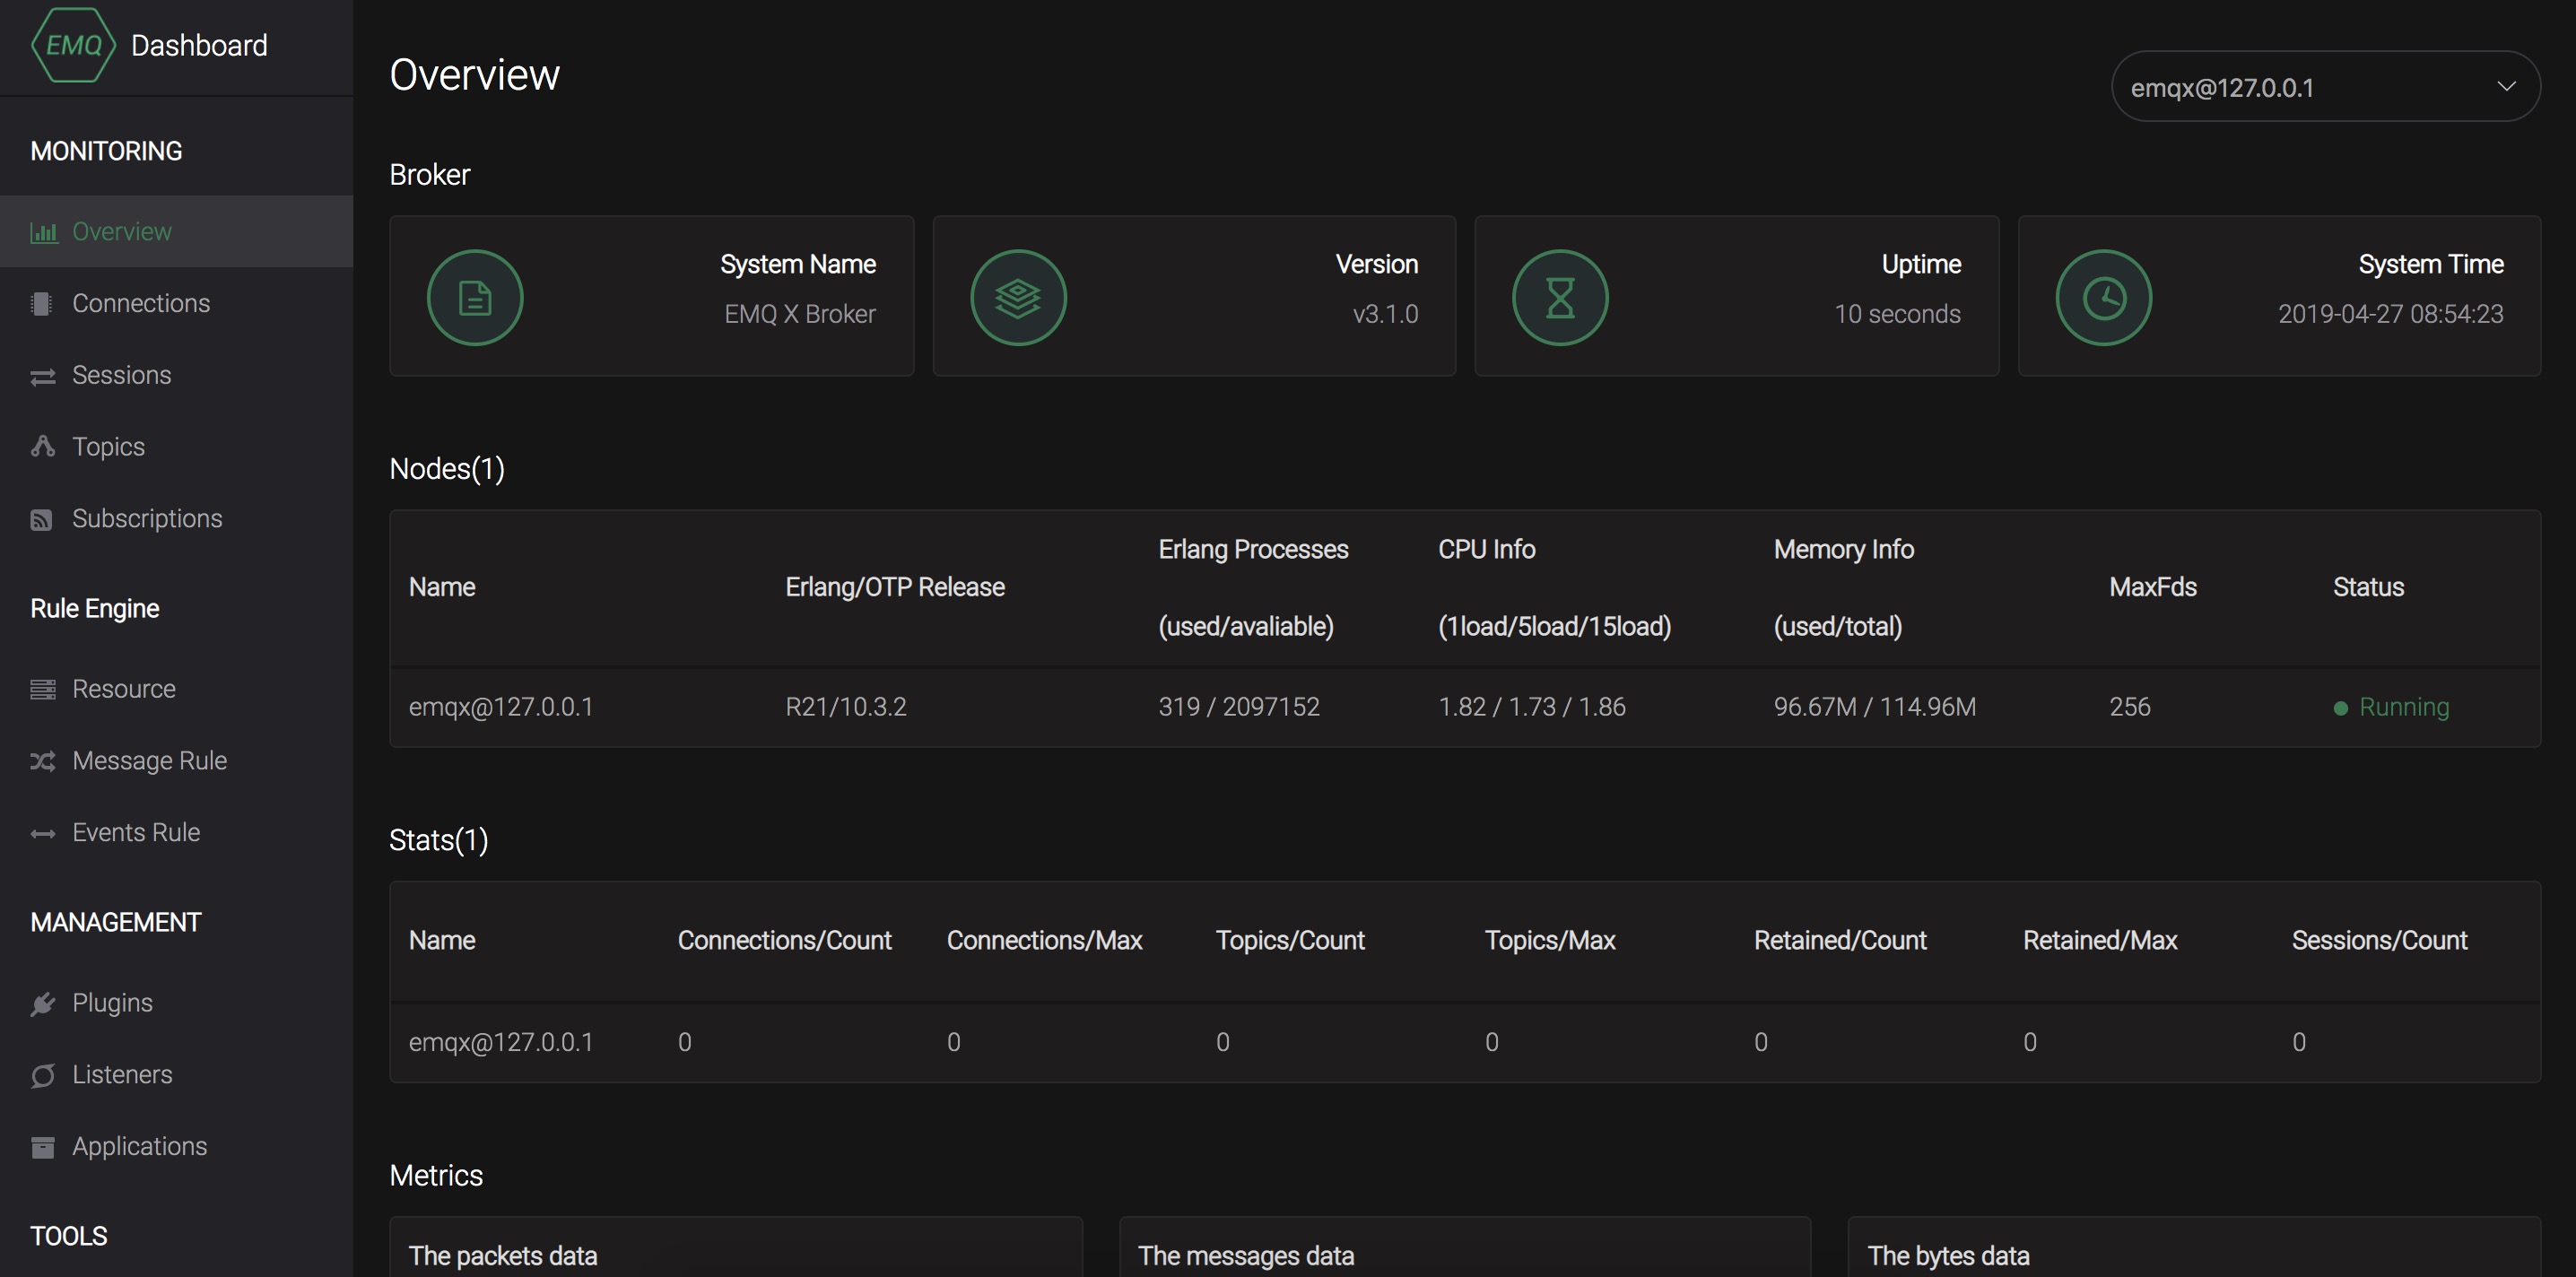 EMQ Dashboard
MONITORING
Overview
Connections
Sessions
Topics
Subscriptions
Rule Engine
Resource
Message Rule
Events Rule
MANAGEMENT
Plugins
Listeners
Applications
TOOLS
Overview
emqx@127.0.0.1
Broker
System Name
EMQ X Broker
Version
v3.1.0
Uptime
10 seconds
System Time
2019-04-27 08:54:23
Nodes(1)
Name Erlang/OTP Release Erlang Processes (used/avaliable) CPU Info (1load/5load/15load) Memory Info (used/total) MaxFds Status
emqx@127.0.0.1 R21/10.3.2 319 / 2097152 1.82 / 1.73 / 1.86 96.67M / 114.96M 256 Running
Stats(1)
Name Connections/Count Connections/Max Topics/Count Topics/Max Retained/Count Retained/Max Sessions/Count
emqx@127.0.0.1 0 0 0 0 0 0 0
Metrics
The packets data
The messages data
The bytes data